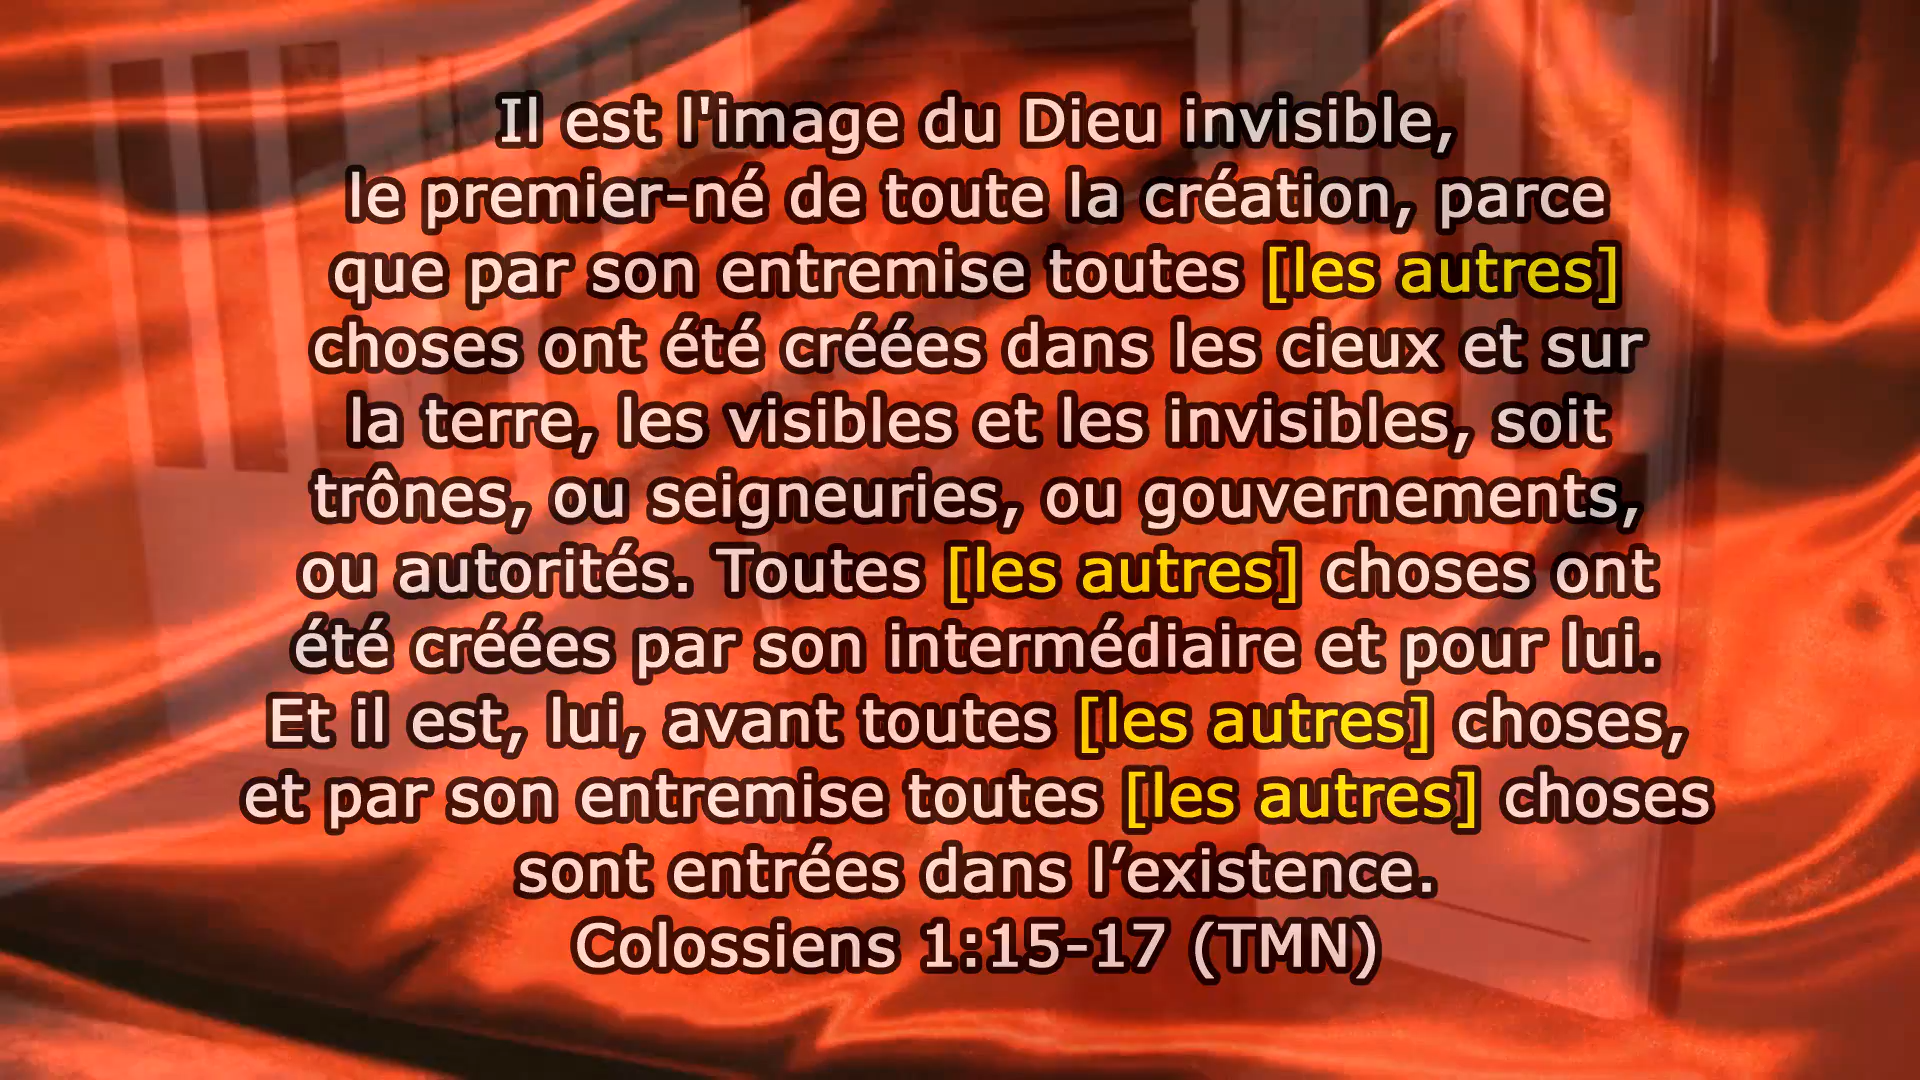 Il est l'image du Dieu invisible,
le premier-né de toute la création, parce
que par son entremise toutes [les autres]
choses ont été créées dans les cieux et sur
la terre, les visibles et les invisibles, soit
trônes, ou seigneuries, ou gouvernements,
ou autorités. Toutes [les autres] choses ont
été créées par son intermédiaire et pour lui.
Et il est, lui, avant toutes [les autres] choses,
et par son entremise toutes [les autres] choses
sont entrées dans l’existence.
Colossiens 1:15-17 (TMN)